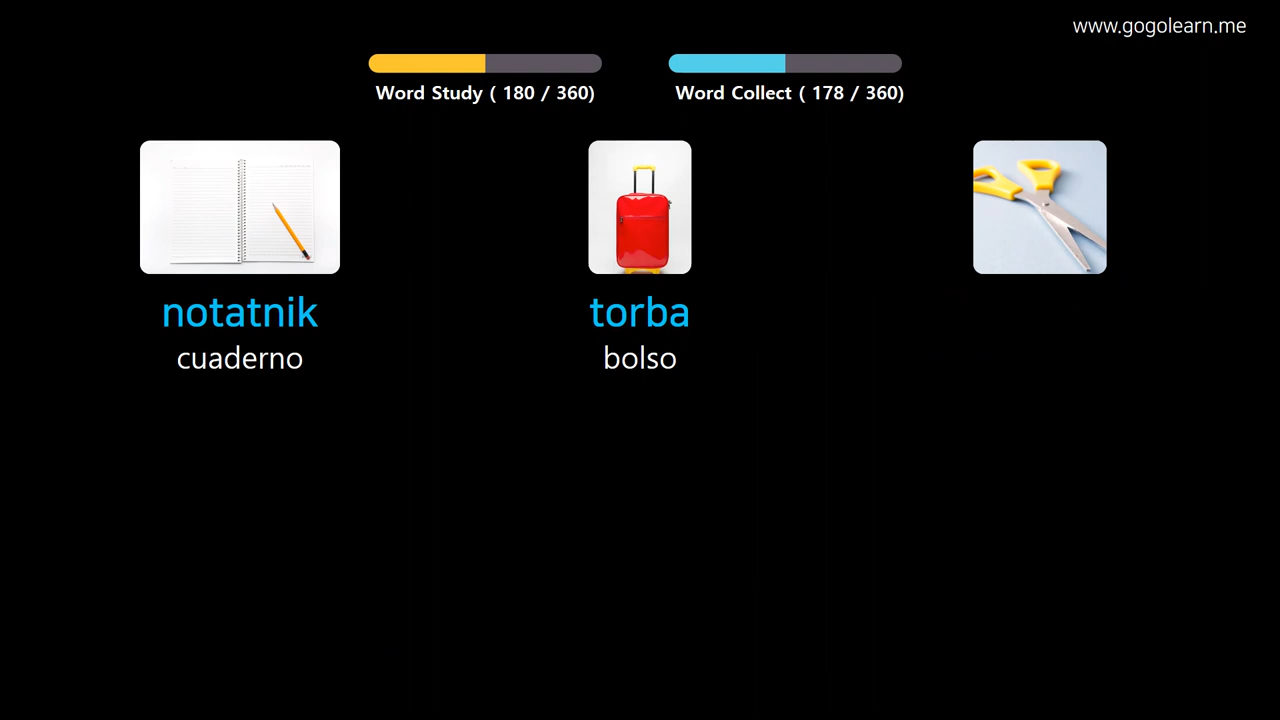 www.gogolearn.me
Word Study ( 180 / 360)
Word Collect ( 178 / 360)
notatnik
cuaderno
torba
bolso